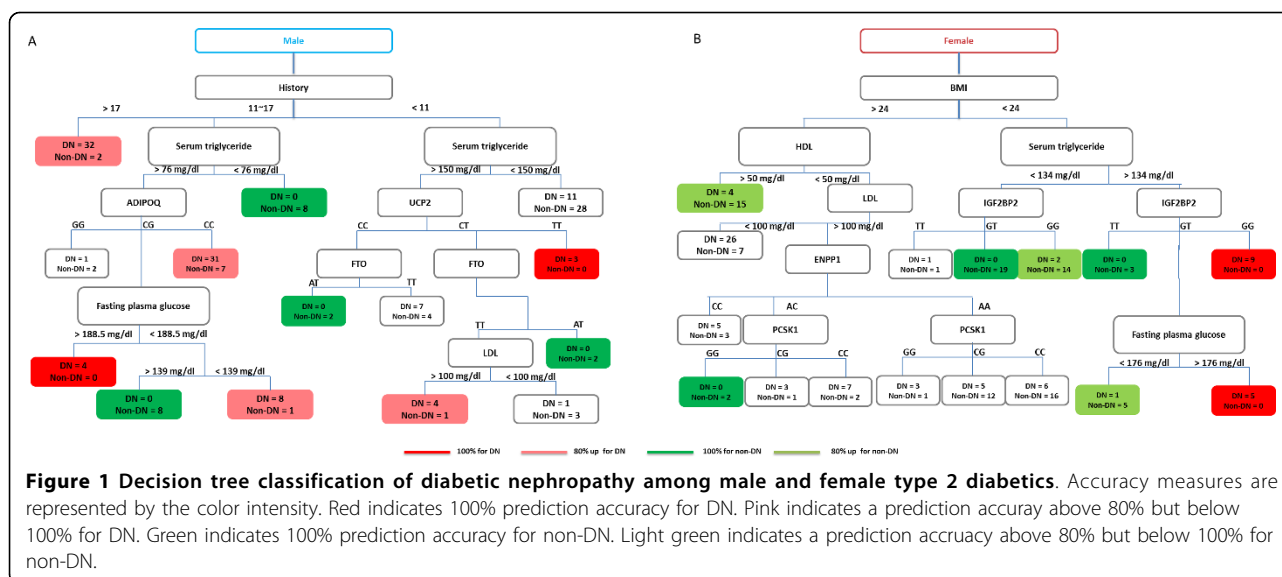 A
Male
History
> 17
11~17
< 11
DN = 32
Non-DN = 2
Serum triglyceride
Serum triglyceride
> 76 mg/dl
< 76 mg/dl
> 150 mg/dl
< 150 mg/dl
ADIPOQ
DN = 0
Non-DN = 8
UCP2
DN = 11
Non-DN = 28
GG
CG
CC
CC
CT
TT
DN = 1
Non-DN = 2
DN = 31
Non-DN = 7
FTO
FTO
DN = 3
Non-DN = 0
AT
TT
Fasting plasma glucose
DN = 0
Non-DN = 2
DN = 7
Non-DN = 4
TT
AT
> 188.5 mg/dl
< 188.5 mg/dl
LDL
DN = 0
Non-DN = 2
DN = 4
Non-DN = 0
> 139 mg/dl
< 139 mg/dl
> 100 mg/dl
< 100 mg/dl
DN = 0
Non-DN = 8
DN = 8
Non-DN = 1
DN = 4
Non-DN = 1
DN = 1
Non-DN = 3
B
Female
BMI
> 24
< 24
HDL
Serum triglyceride
> 50 mg/dl
< 50 mg/dl
< 134 mg/dl
> 134 mg/dl
DN = 4
Non-DN = 15
LDL
IGF2BP2
IGF2BP2
< 100 mg/dl
> 100 mg/dl
TT
GT
GG
TT
GT
GG
DN = 26
Non-DN = 7
ENPP1
DN = 1
Non-DN = 1
DN = 0
Non-DN = 19
DN = 2
Non-DN = 14
DN = 0
Non-DN = 3
DN = 9
Non-DN = 0
CC
AC
AA
DN = 5
Non-DN = 3
PCSK1
PCSK1
Fasting plasma glucose
GG
CG
CC
GG
CG
CC
< 176 mg/dl
> 176 mg/dl
DN = 0
Non-DN = 2
DN = 3
Non-DN = 1
DN = 7
Non-DN = 2
DN = 3
Non-DN = 1
DN = 5
Non-DN = 12
DN = 6
Non-DN = 16
DN = 1
Non-DN = 5
DN = 5
Non-DN = 0
100% for DN
80% up for DN
100% for non-DN
80% up for non-DN
Figure 1 Decision tree classification of diabetic nephropathy among male and female type 2 diabetics. Accuracy measures are
represented by the color intensity. Red indicates 100% prediction accuracy for DN. Pink indicates a prediction accuray above 80% but below
100% for DN. Green indicates 100% prediction accuracy for non-DN. Light green indicates a prediction accruacy above 80% but below 100% for
non-DN.